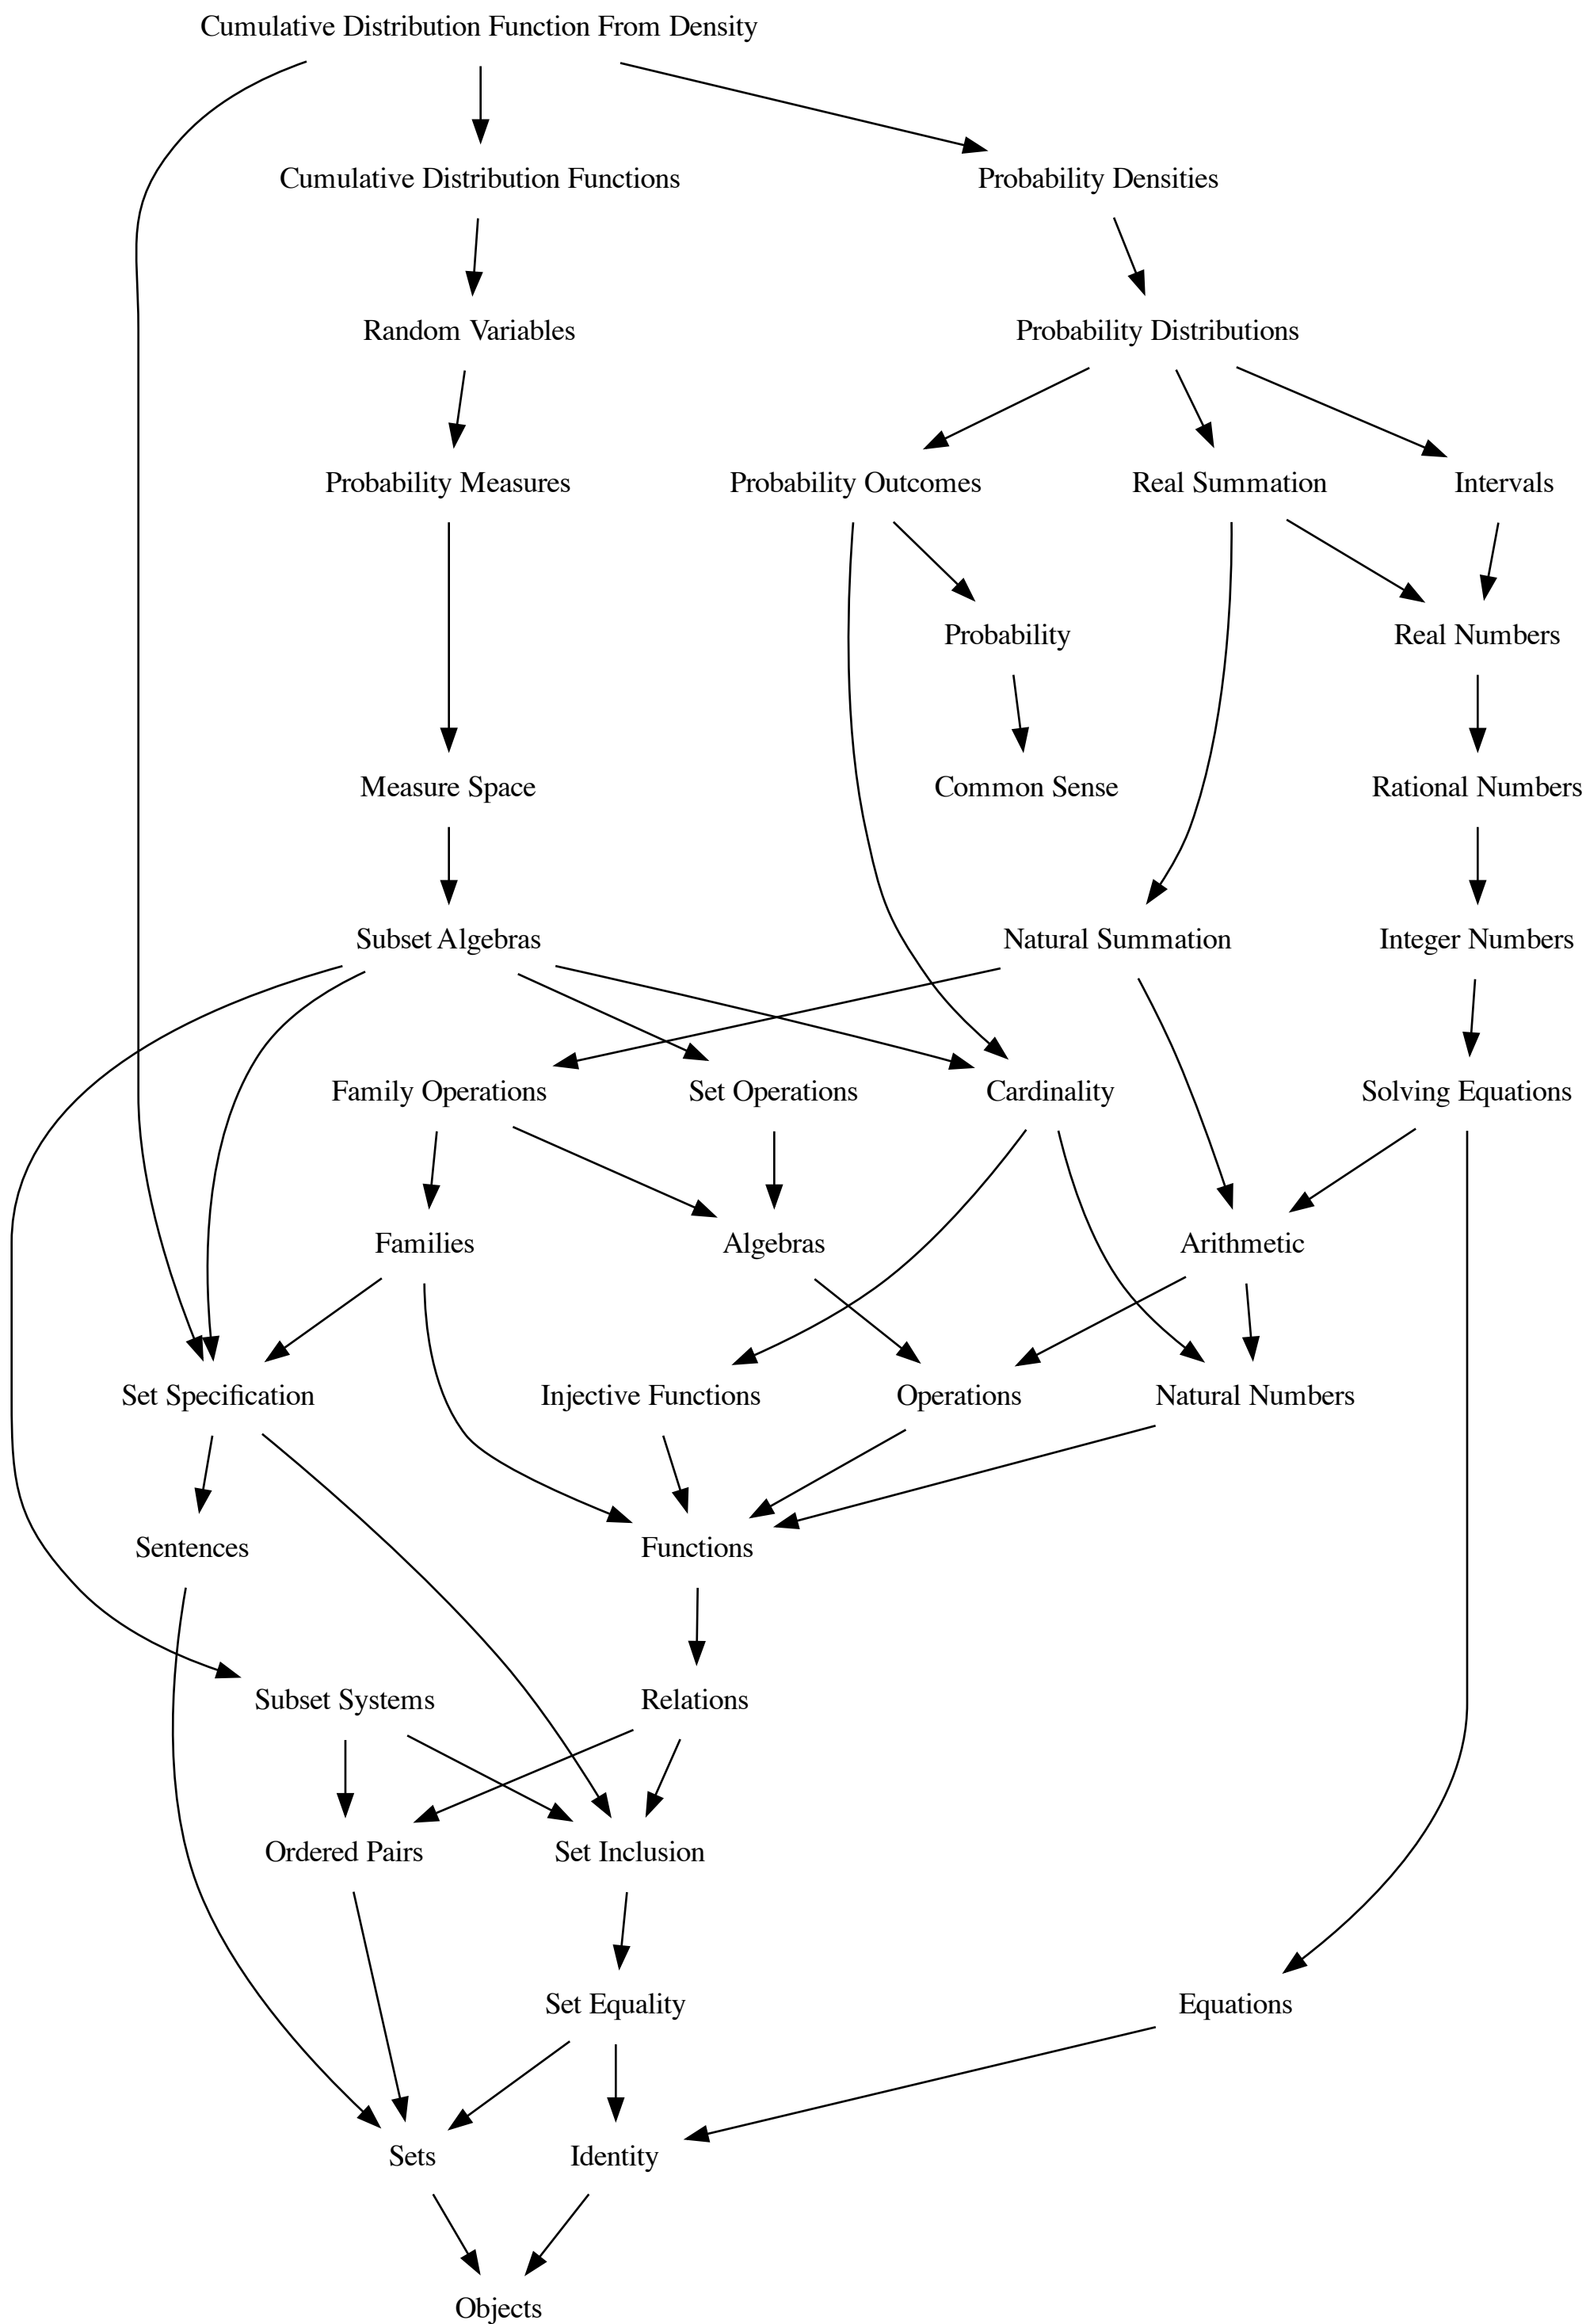 Cumulative Distribution Function From Density
Cumulative Distribution Functions
Probability Densities
Random Variables
Probability Distributions
Probability Measures
Probability Outcomes
Real Summation
Intervals
Probability
Real Numbers
Measure Space
Common Sense
Rational Numbers
Subset Algebras
Natural Summation
Integer Numbers
Family Operations
Set Operations
Cardinality
Solving Equations
Families
Algebras
Arithmetic
Set Specification
Injective Functions
Operations
Natural Numbers
Sentences
Functions
Subset Systems
Relations
Ordered Pairs
Set Inclusion
Set Equality
Equations
Sets
Identity
Objects